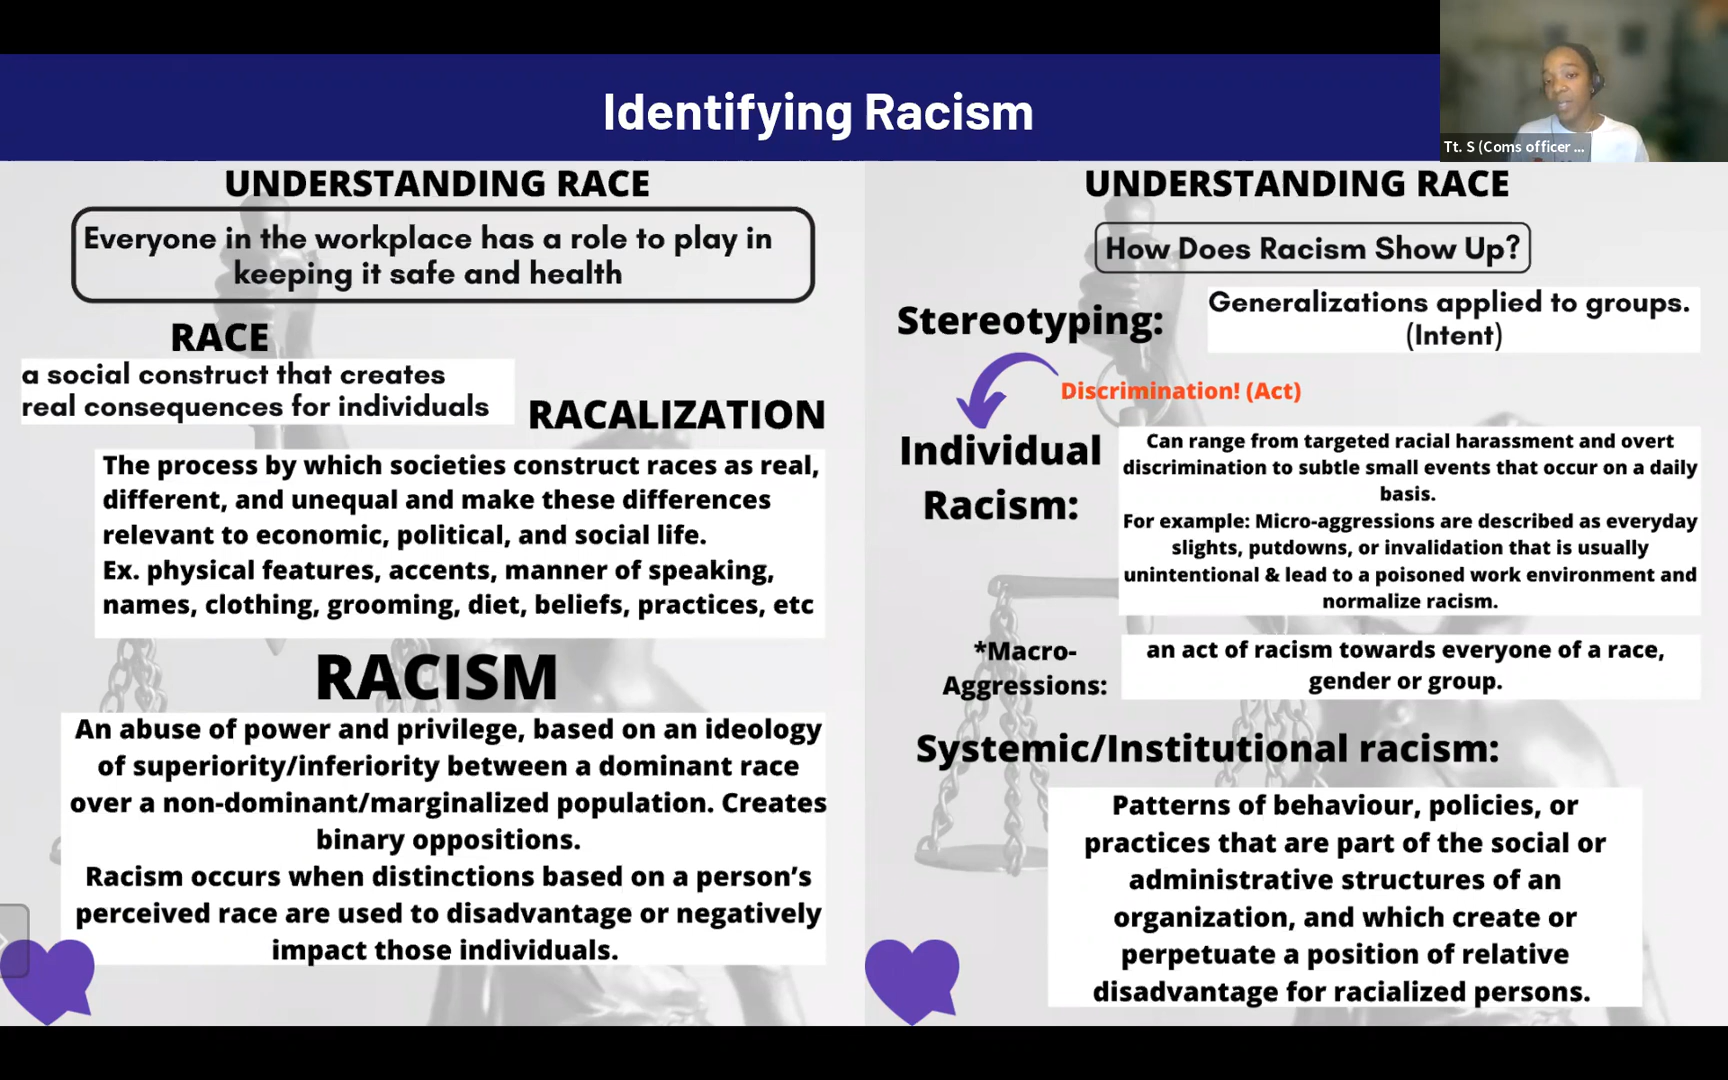 Identifying Racism
Tt. S (Coms officer ...
UNDERSTANDING RACE
Everyone in the workplace has a role to play in
keeping it safe and health
RACE
a social construct that creates
real consequences for individuals
RACALIZATION
The process by which societies construct races as real,
different, and unequal and make these differences
relevant to economic, political, and social life.
Ex. physical features, accents, manner of speaking,
names, clothing, grooming, diet, beliefs, practices, etc
RACISM
An abuse of power and privilege, based on an ideology
of superiority/inferiority between a dominant race
over a non-dominant/marginalized population. Creates
binary oppositions.
Racism occurs when distinctions based on a person’s
perceived race are used to disadvantage or negatively
impact those individuals.
UNDERSTANDING RACE
How Does Racism Show Up?
Stereotyping:
Generalizations applied to groups.
(Intent)
Discrimination! (Act)
Individual
Racism:
Can range from targeted racial harassment and overt
discrimination to subtle small events that occur on a daily
basis.
For example: Micro-aggressions are described as everyday
slights, putdowns, or invalidation that is usually
unintentional & lead to a poisoned work environment and
normalize racism.
*Macro-
Aggressions:
an act of racism towards everyone of a race,
gender or group.
Systemic/Institutional racism:
Patterns of behaviour, policies, or
practices that are part of the social or
administrative structures of an
organization, and which create or
perpetuate a position of relative
disadvantage for racialized persons.